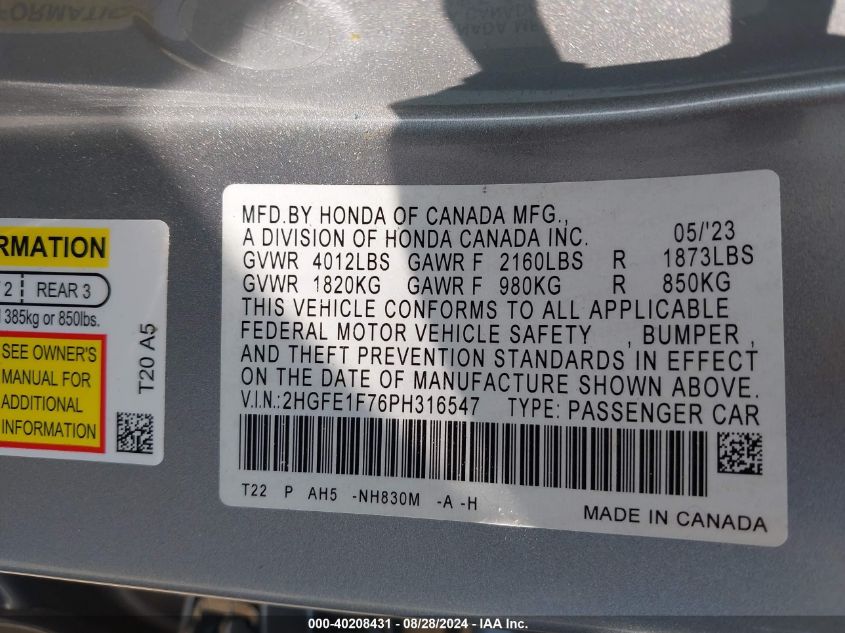 FORMATIC
CANADA
NADA ME
RMATION
2 REAR 3
385kg or 850lbs.
SEE OWNER'S
MANUAL FOR
ADDITIONAL
INFORMATION
T20 A5
MFD.BY HONDA OF CANADA MFG.,
A DIVISION OF HONDA CANADA INC. 05/'23
GVWR 4012LBS GAWR F 2160LBS R 1873LBS
GVWR 1820KG GAWR F 980KG R 850KG
THIS VEHICLE CONFORMS TO ALL APPLICABLE
FEDERAL MOTOR VEHICLE SAFETY , BUMPER ,
AND THEFT PREVENTION STANDARDS IN EFFECT
ON THE DATE OF MANUFACTURE SHOWN ABOVE.
V.I.N.: 2HGFE1F76PH316547 TYPE: PASSENGER CAR
T22 P AH5 -NH830M -A -H
MADE IN CANADA
000-40208431 - 08/28/2024 - IAA Inc.